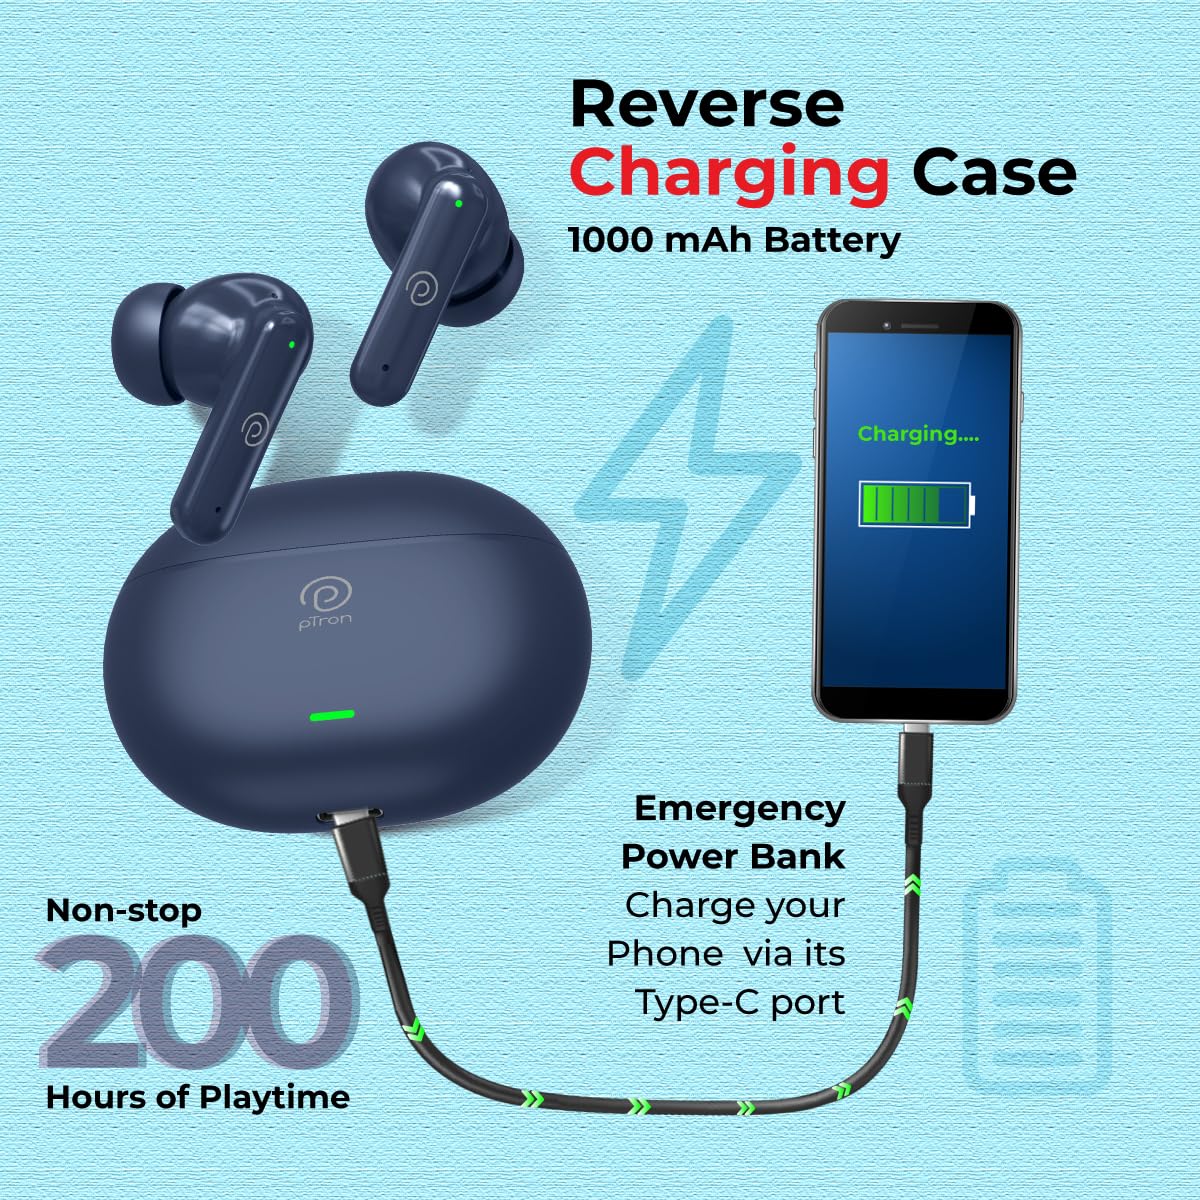 Reverse
Charging Case
1000 mAh Battery
Charging....
pTron
Emergency
Power Bank
Charge your
Phone via its
Type-C port
Non-stop
200
Hours of Playtime